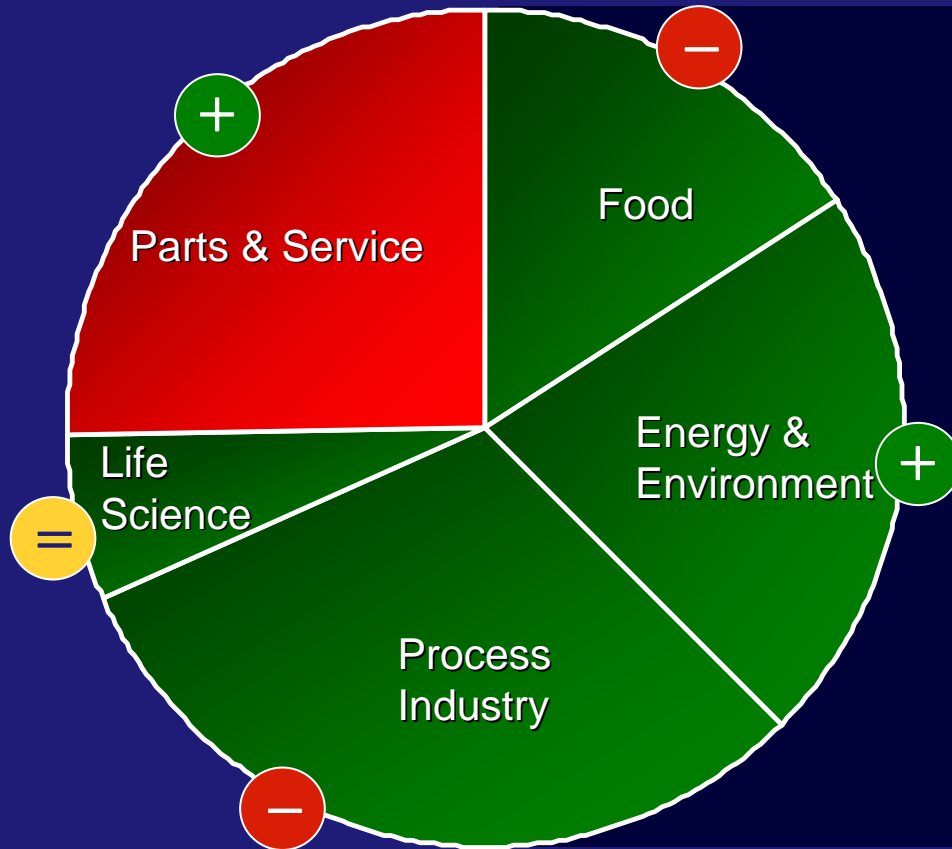 −
+
Food
Parts & Service
Energy &
Environment
+
Life
Science
=
Process
Industry
−